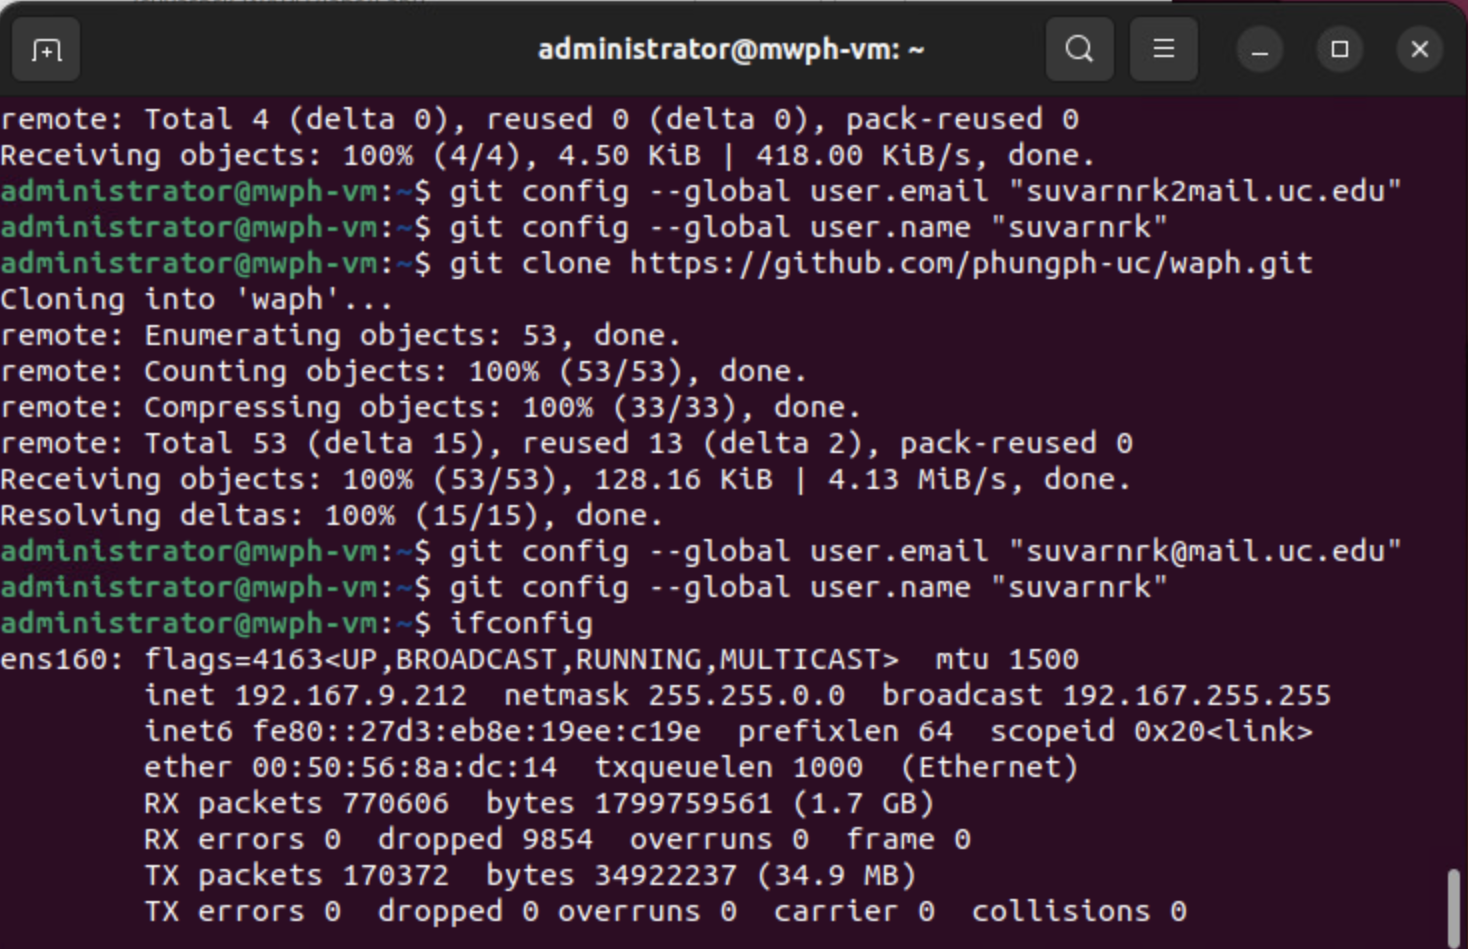 administrator@mwph-vm: ~
remote: Total 4 (delta 0), reused 0 (delta 0), pack-reused 0
Receiving objects: 100% (4/4), 4.50 KiB | 418.00 KiB/s, done.
administrator@mwph-vm:~$ git config --global user.email "suvarnrk2mail.uc.edu"
administrator@mwph-vm:~$ git config --global user.name "suvarnrk"
administrator@mwph-vm:~$ git clone https://github.com/phungph-uc/waph.git
Cloning into 'waph'...
remote: Enumerating objects: 53, done.
remote: Counting objects: 100% (53/53), done.
remote: Compressing objects: 100% (33/33), done.
remote: Total 53 (delta 15), reused 13 (delta 2), pack-reused 0
Receiving objects: 100% (53/53), 128.16 KiB | 4.13 MiB/s, done.
Resolving deltas: 100% (15/15), done.
administrator@mwph-vm:~$ git config --global user.email "suvarnrk@mail.uc.edu"
administrator@mwph-vm:~$ git config --global user.name "suvarnrk"
administrator@mwph-vm:~$ ifconfig
ens160: flags=4163<UP,BROADCAST,RUNNING,MULTICAST>  mtu 1500
        inet 192.168.9.212  netmask 255.255.0.0  broadcast 192.167.255.255
        inet6 fe80::27d3:eb8e:19ee:c19e  prefixlen 64  scopeid 0x20<link>
        ether 00:50:56:8a:dc:14  txqueuelen 1000  (Ethernet)
        RX packets 770606  bytes 1799759561 (1.7 GB)
        RX errors 0  dropped 9854  overruns 0  frame 0
        TX packets 170372  bytes 34922237 (34.9 MB)
        TX errors 0  dropped 0 overruns 0  carrier 0  collisions 0